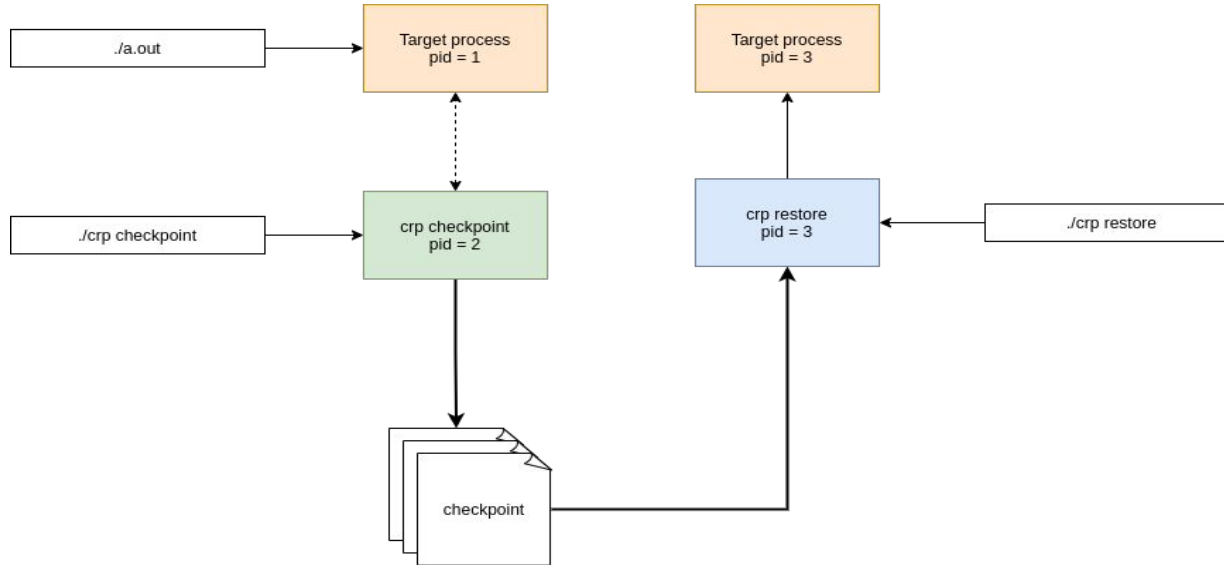 ./a.out
Target process
pid = 1
Target process
pid = 3
./crp checkpoint
crp checkpoint
pid = 2
crp restore
pid = 3
./crp restore
checkpoint